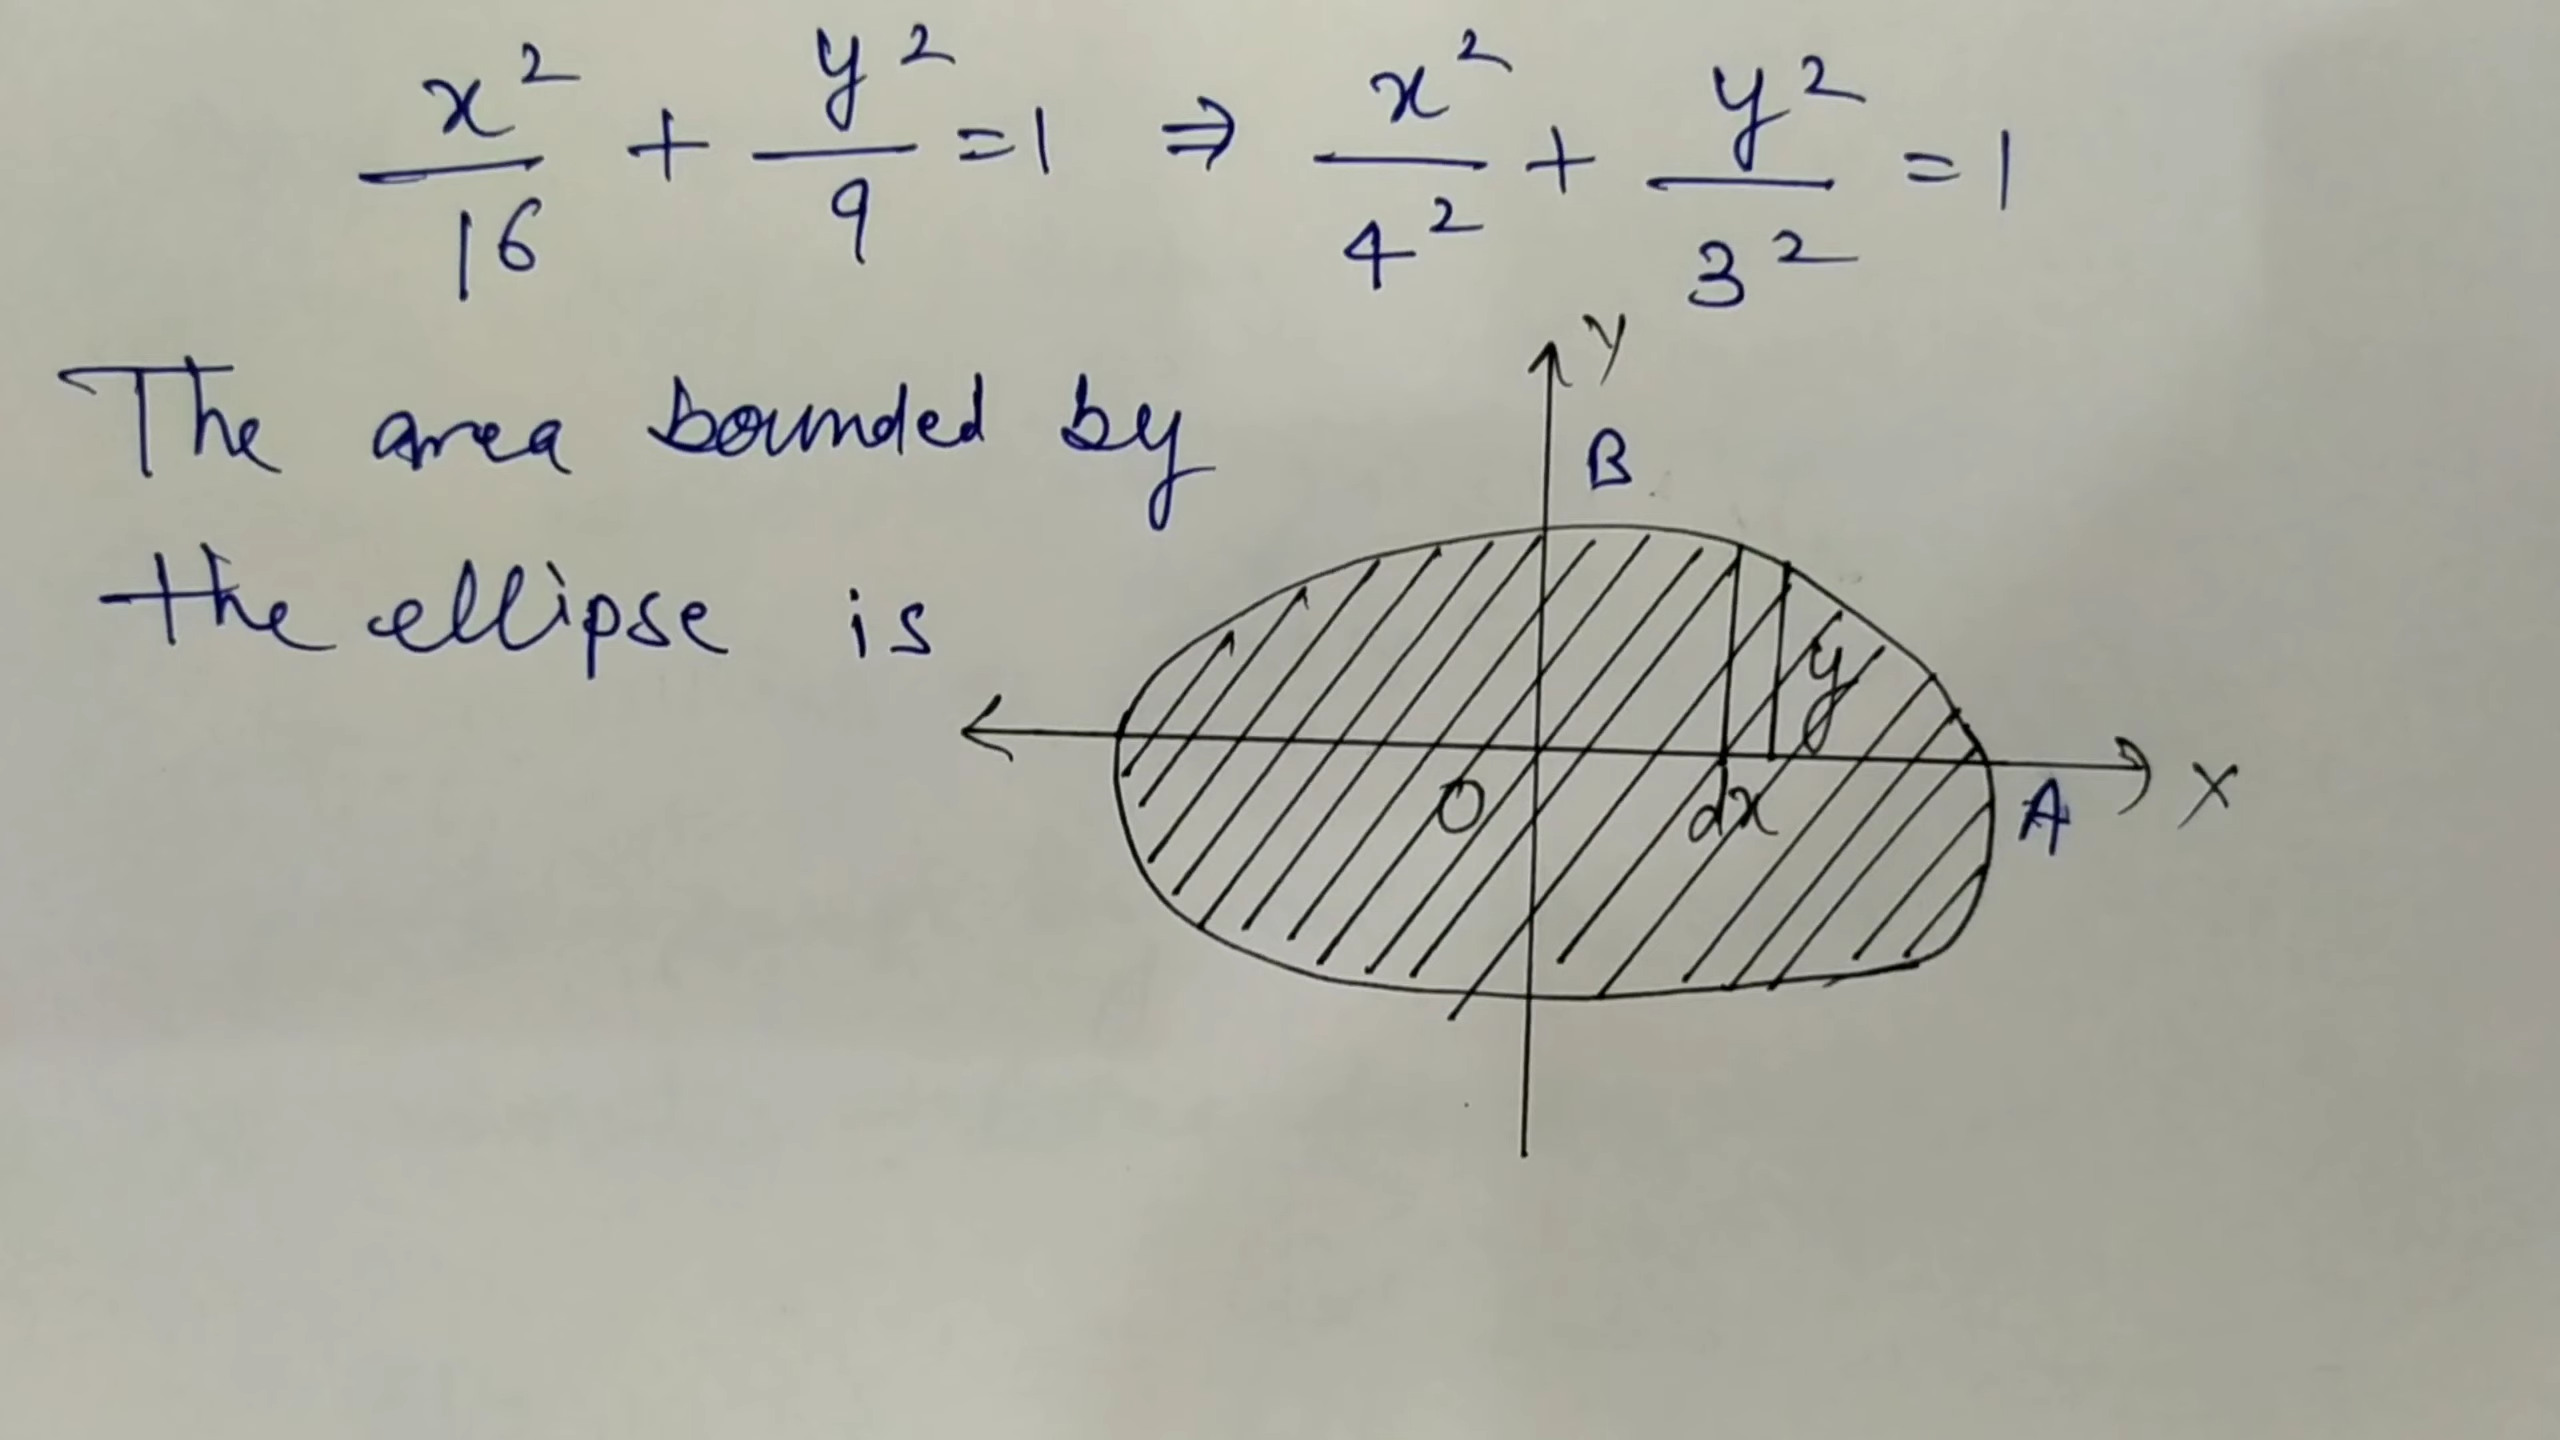 x²/16 + y²/9 = 1 ⇒ x²/4² + y²/3² = 1
The area bounded by
the ellipse is
Y
B
y
O
dx
A
X